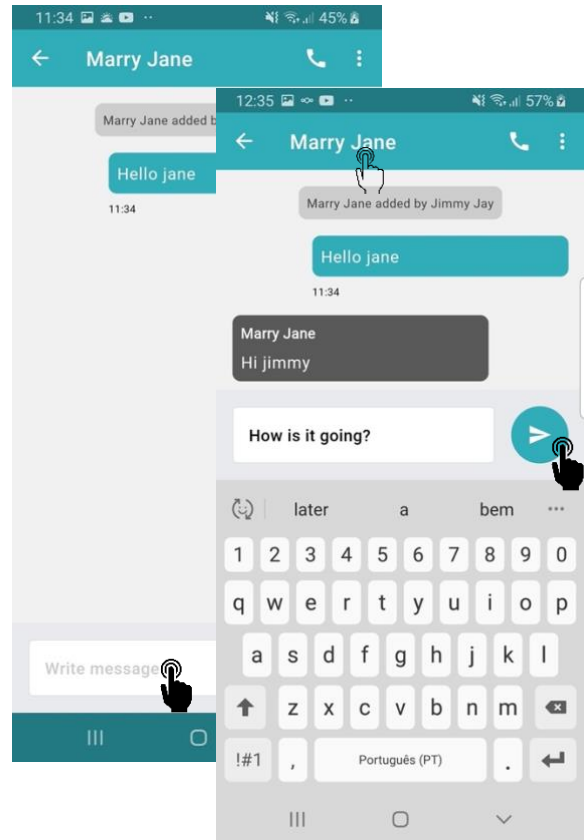 11:34
45%
Marry Jane
Marry Jane added b
Hello jane
11:34
Write message
12:35
57%
Marry Jane
Marry Jane added by Jimmy Jay
Hello jane
11:34
Marry Jane
Hi jimmy
How is it going?
later a bem
1 2 3 4 5 6 7 8 9 0
q w e r t y u i o p
a s d f g h j k l
z x c v b n m
!#1 , Português (PT) .